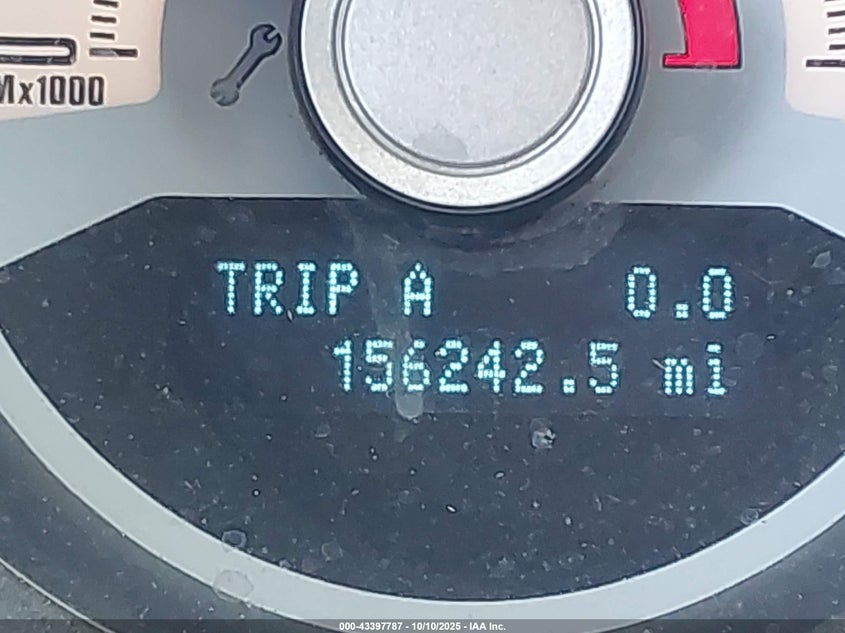 Mx1000
TRIP A 0.0
156242.5 mi
000-43397787 - 10/10/2025 - IAA Inc.